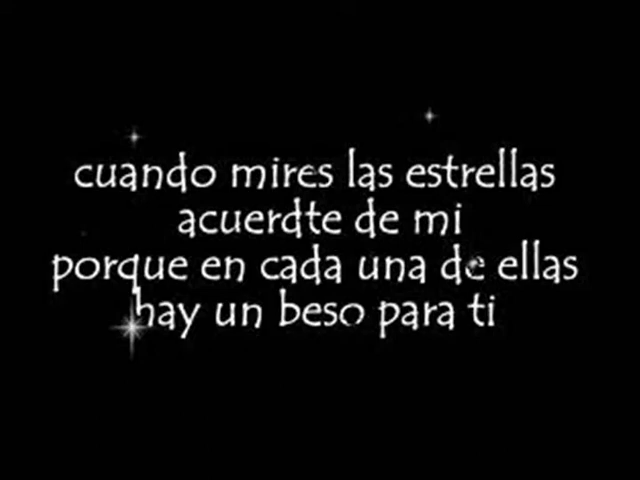 cuando mires las estrellas
acuerdte de mi
porque en cada una de ellas
hay un beso para ti